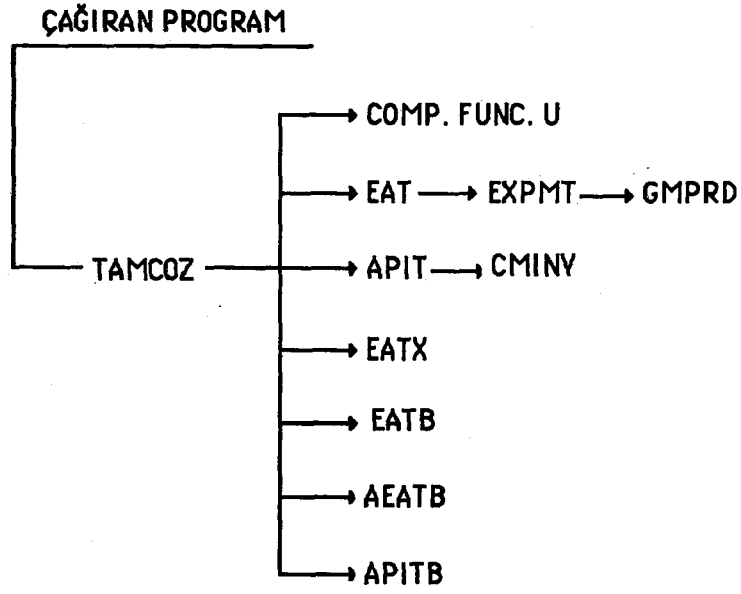 ÇAĞIRAN PROGRAM
COMP. FUNC. U
EAT EXPMT GMPRD
TAMCOZ APIT CMINV
EATX
EATB
AEATB
APITB